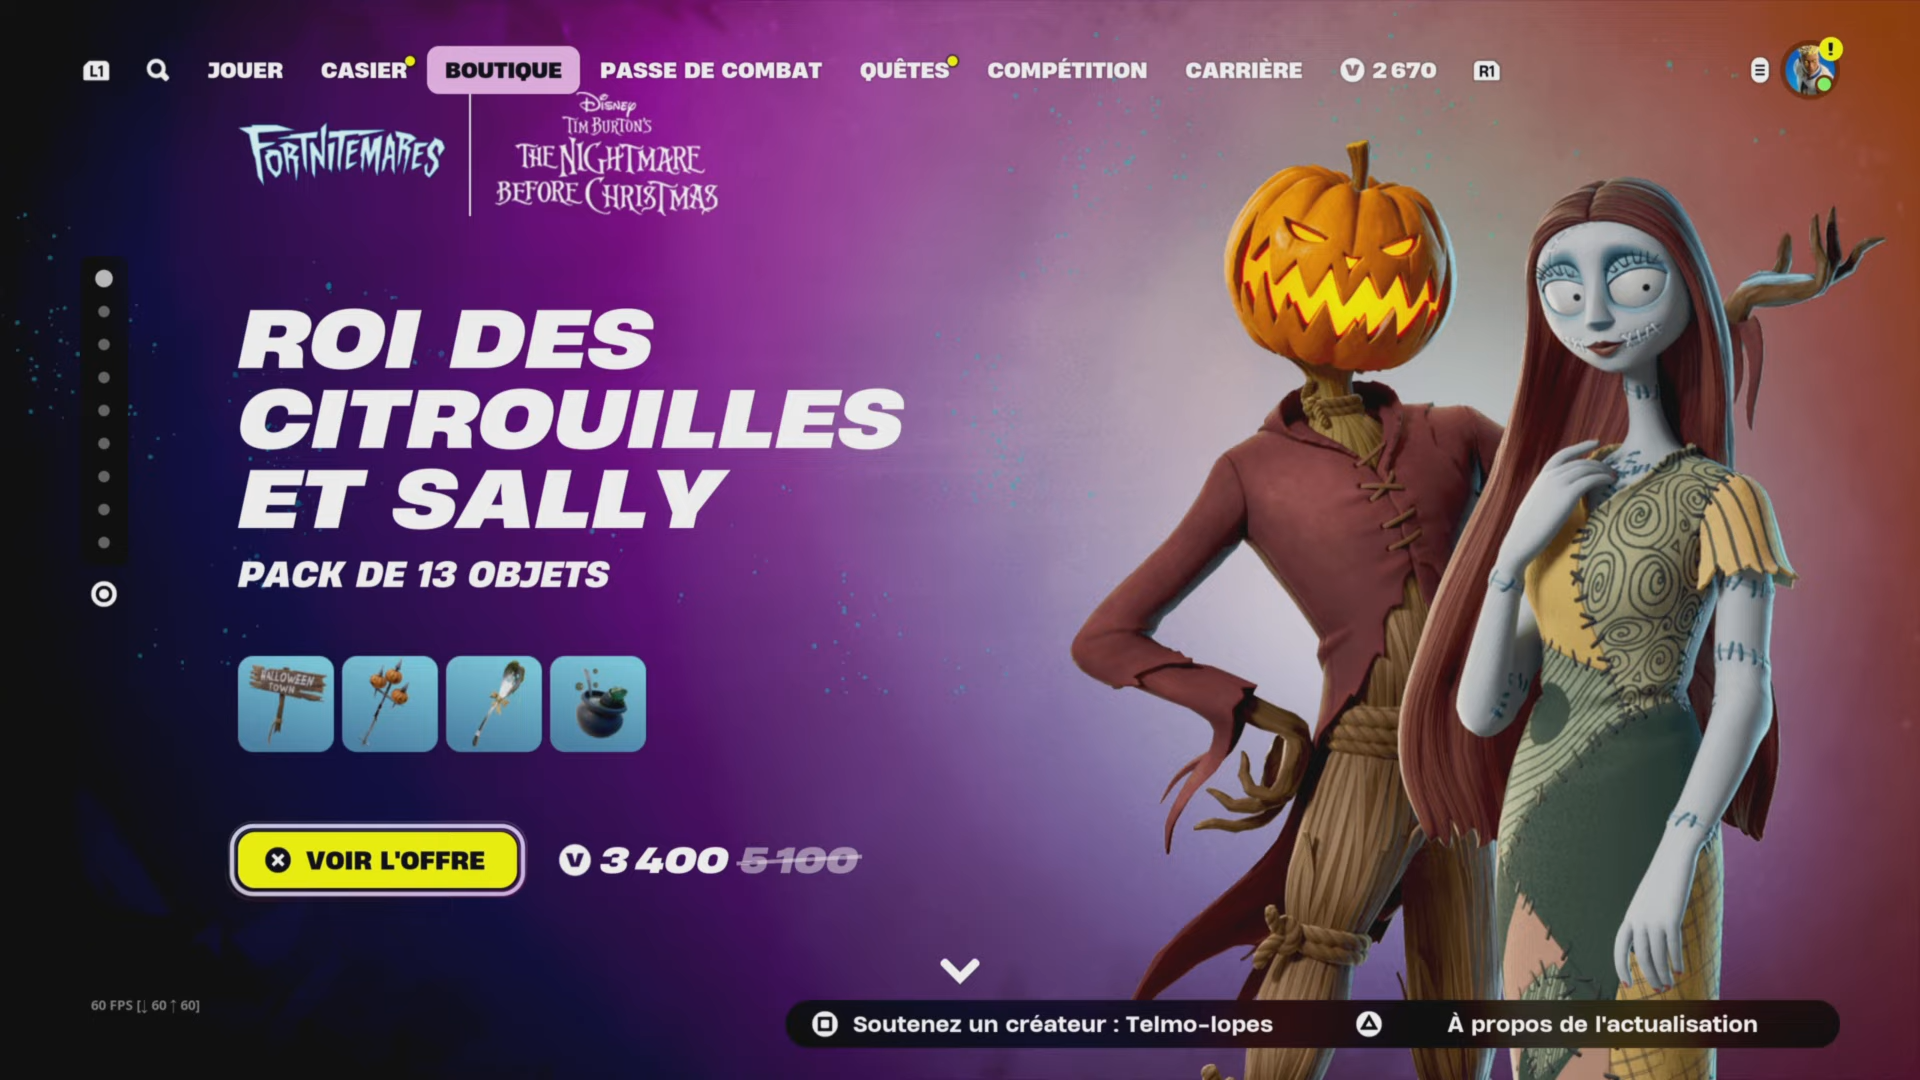 L1 JOUER CASIER BOUTIQUE PASSE DE COMBAT QUÊTES COMPÉTITION CARRIÈRE V 2 670 R1 !
FORTNITEMARES
Disney
TIM BURTON'S
THE NIGHTMARE
BEFORE CHRISTMAS
ROI DES
CITROUILLES
ET SALLY
PACK DE 13 OBJETS
HALLOWEEN
TOWN
VOIR L'OFFRE V 3 400 5 100
60 FPS [↓ 60 ↑ 60]
Soutenez un créateur : Telmo-lopes À propos de l'actualisation